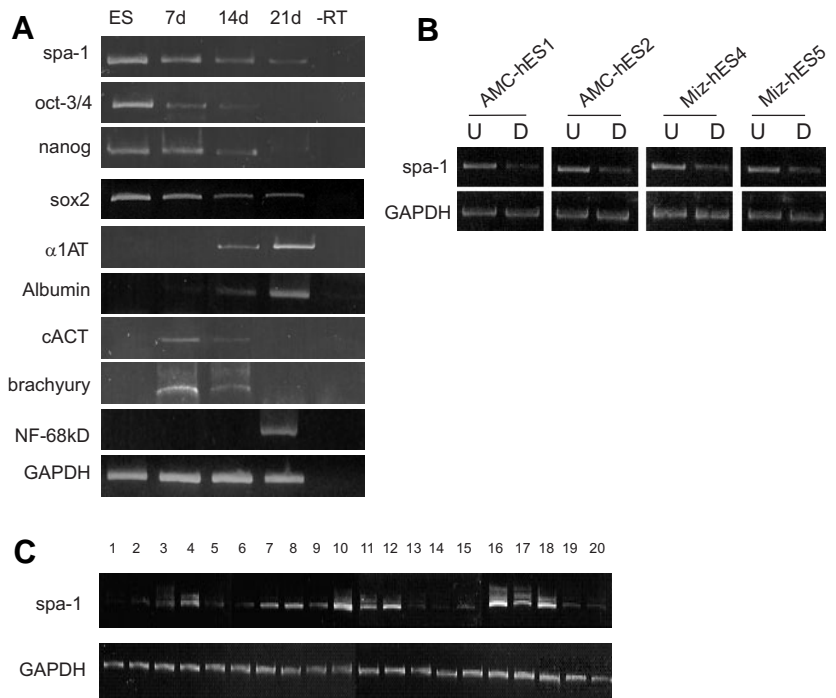 A
ES 7d 14d 21d -RT
spa-1
oct-3/4
nanog
sox2
α1AT
Albumin
cACT
brachyury
NF-68kD
GAPDH
B
AMC-hES1 AMC-hES2 Miz-hES4 Miz-hES5
U D U D U D U D
spa-1
GAPDH
C
1 2 3 4 5 6 7 8 9 10 11 12 13 14 15 16 17 18 19 20
spa-1
GAPDH